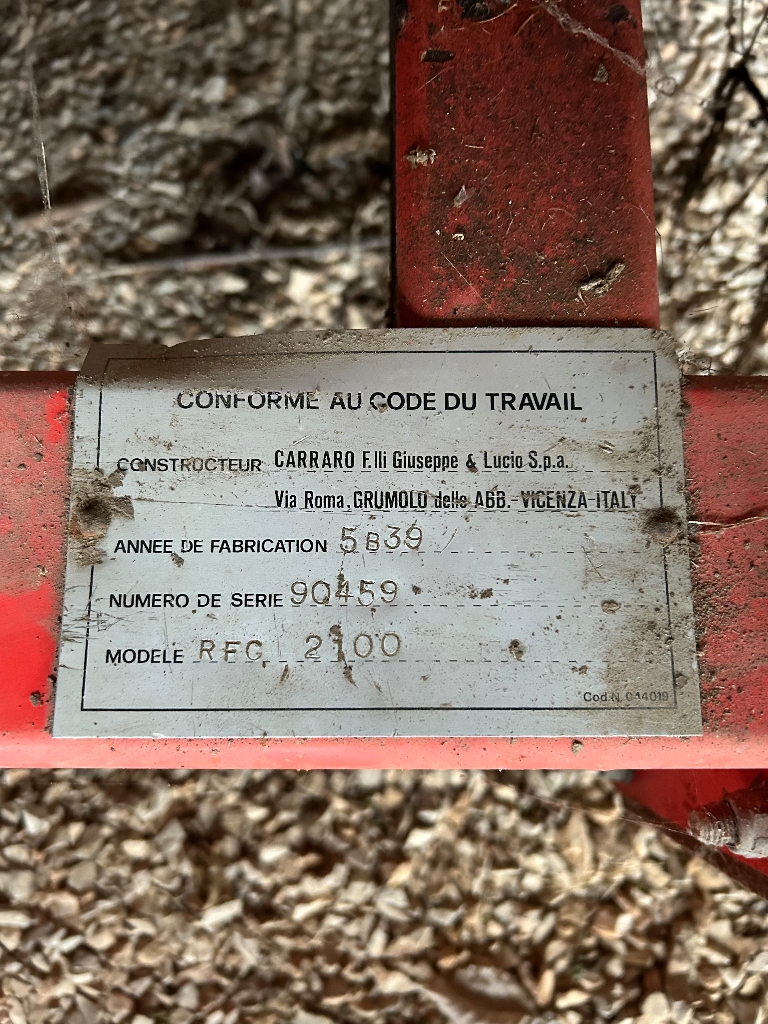 CONFORME AU CODE DU TRAVAIL
CONSTRUCTEUR CARRARO F.lli Giuseppe & Lucio S.p.a.
Via Roma, GRUMOLO delle ABB.-VICENZA-ITALY
ANNEE DE FABRICATION 5B39
NUMERO DE SERIE 90459
MODELE RFC 2100
Cod.N. 044019